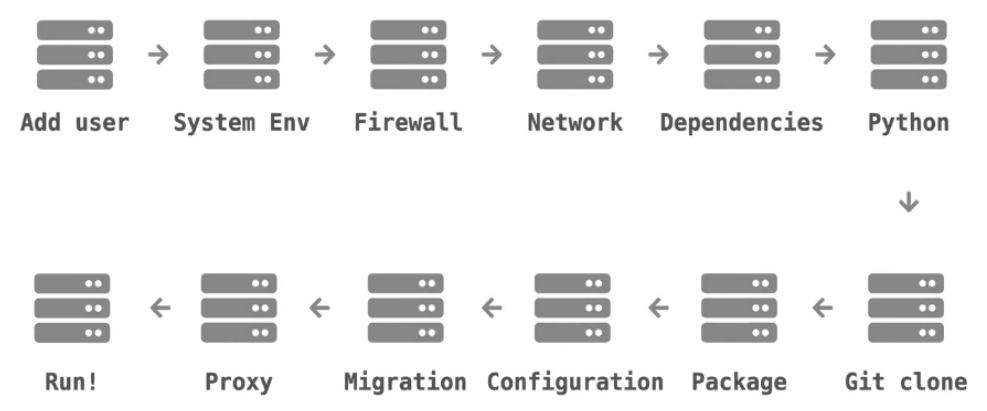 Add user
System Env
Firewall
Network
Dependencies
Python
Git clone
Package
Configuration
Migration
Proxy
Run!